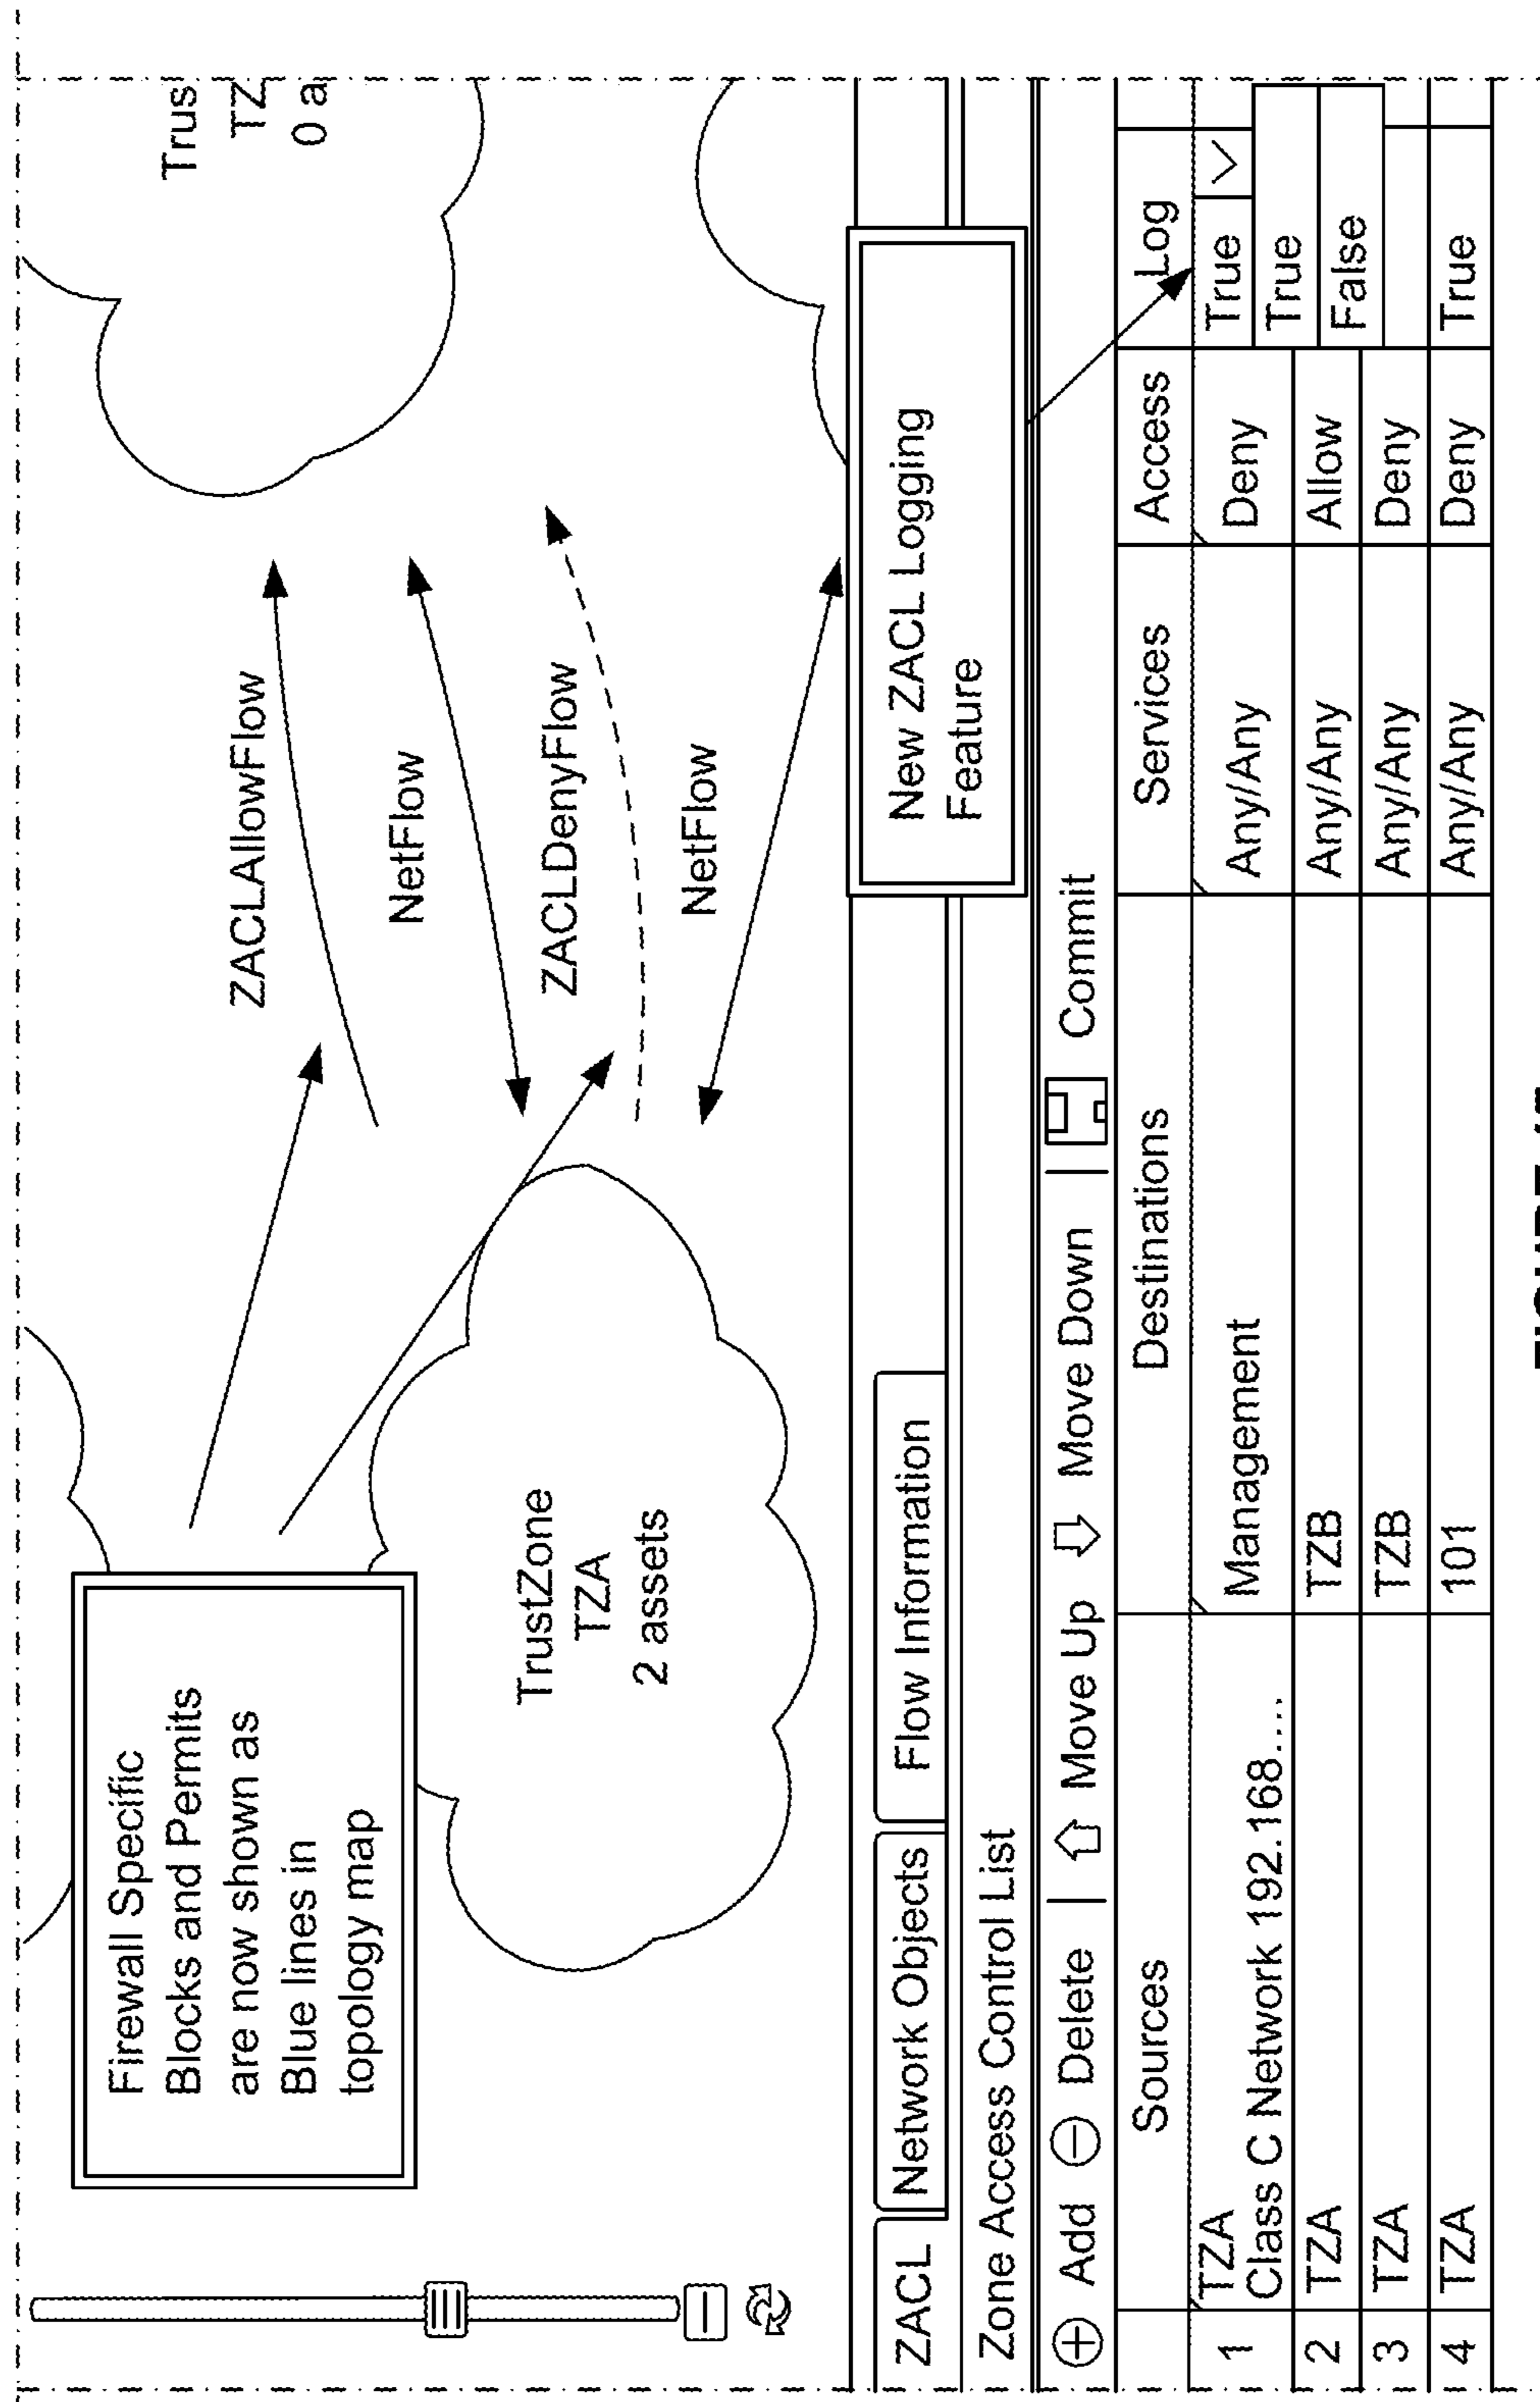 Firewall Specific
Blocks and Permits
are now shown as
Blue lines in
topology map
ZACLAllowFlow
NetFlow
ZACLDenyFlow
NetFlow
Trus
TZ
0 a
TrustZone
TZA
2 assets
New ZACL Logging
Feature
ZACL Network Objects Flow Information
Zone Access Control List
Add Delete | Move Up Move Down | Commit
Sources Destinations Services Access Log
1 TZA Management Any/Any Deny True
Class C Network 192.168....
True
2 TZA TZB Any/Any Allow False
3 TZA TZB Any/Any Deny
4 TZA 101 Any/Any Deny True